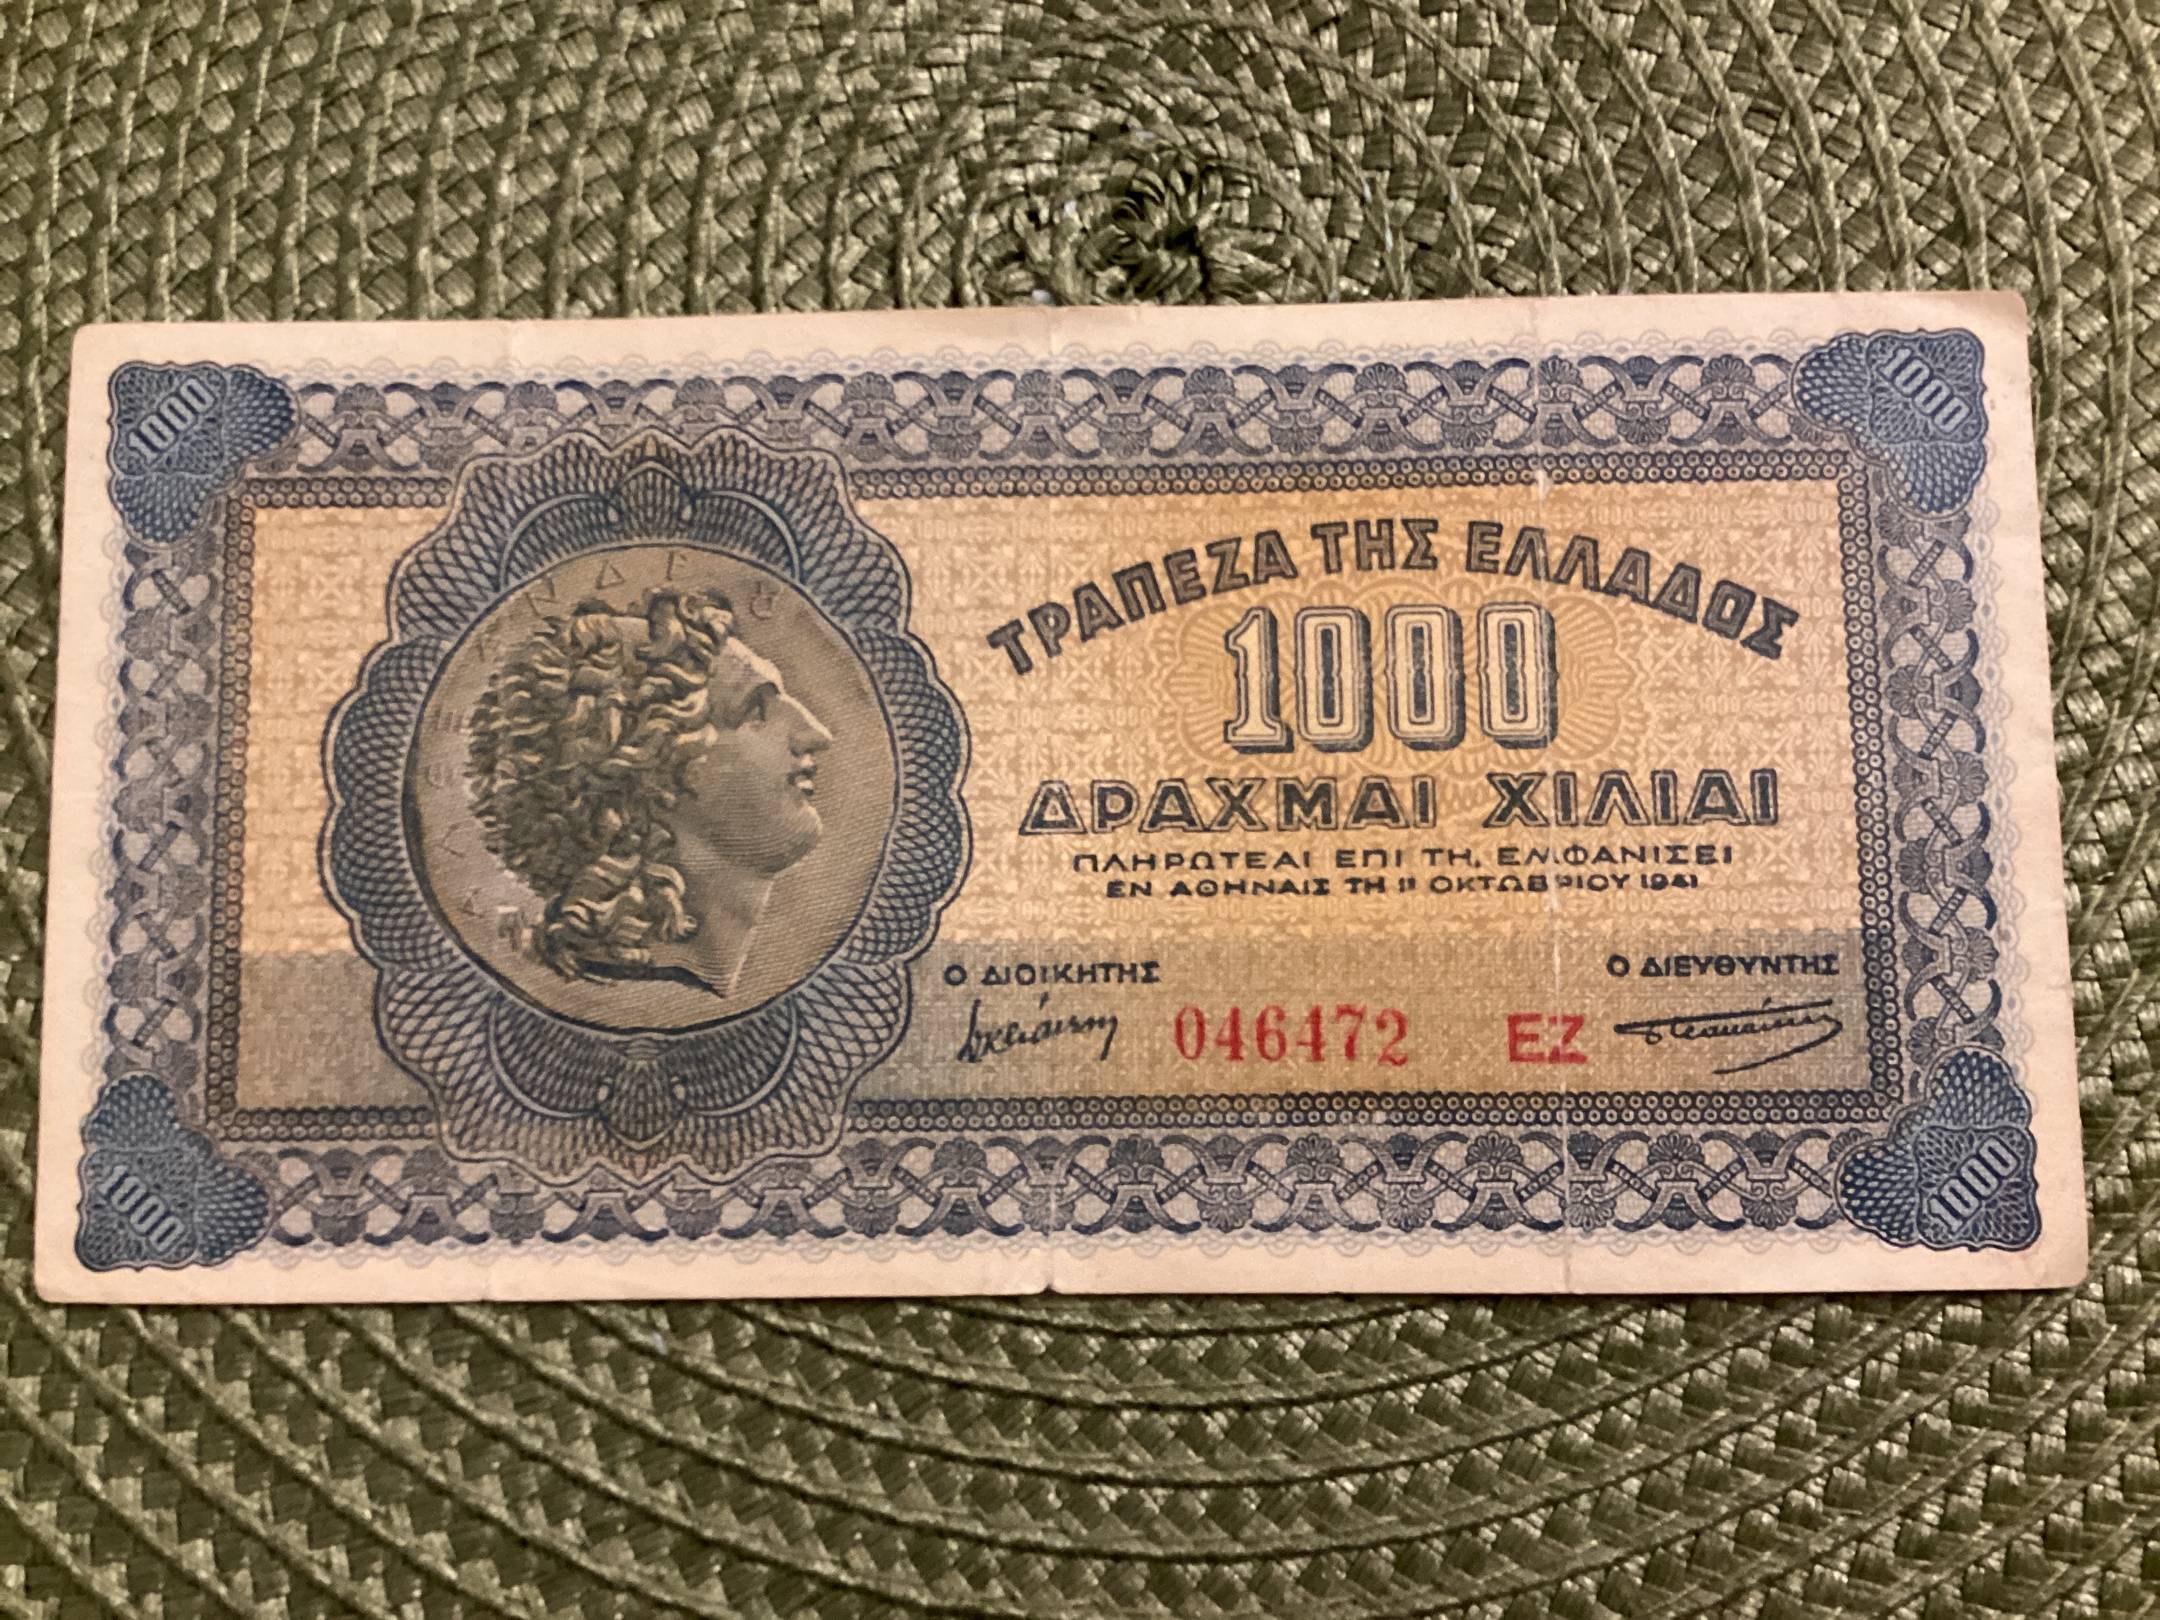 1000
1000
ΤΡΑΠΕΖΑ ΤΗΣ ΕΛΛΑΔΟΣ
1000
ΔΡΑΧΜΑΙ ΧΙΛΙΑΙ
ΠΛΗΡΩΤΕΑΙ ΕΠΙ ΤΗ, ΕΜΦΑΝΙΣΕΙ
ΕΝ ΑΘΗΝΑΙΣ ΤΗ 1ῃ ΟΚΤΩΒΡΙΟΥ 1941
Ο ΔΙΟΙΚΗΤΗΣ
Ο ΔΙΕΥΘΥΝΤΗΣ
046472 ΕΖ
1000
1000